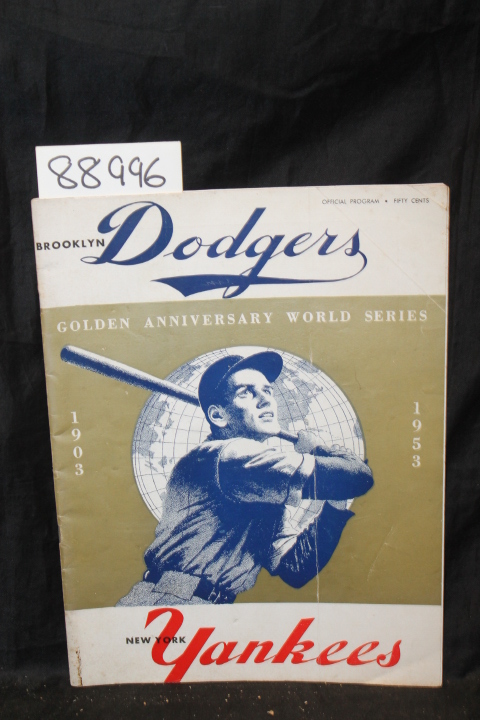 88996
OFFICIAL PROGRAM • FIFTY CENTS
BROOKLYN Dodgers
GOLDEN ANNIVERSARY WORLD SERIES
1903
1953
NEW YORK Yankees